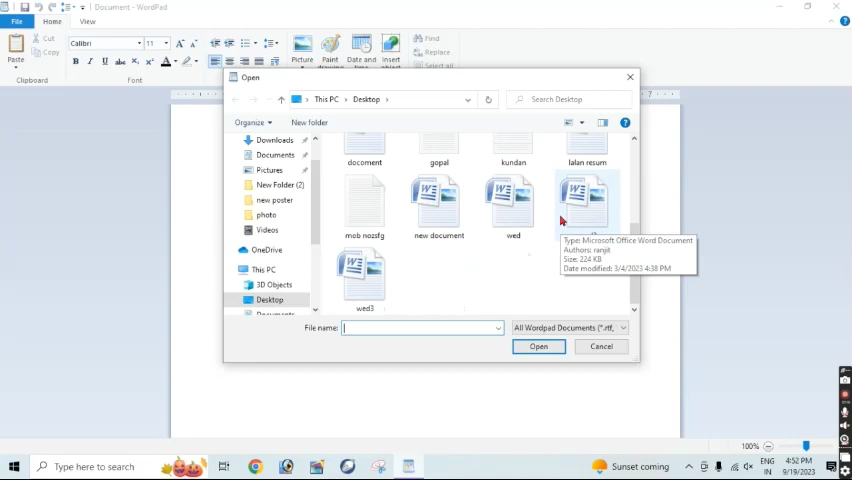 Document - WordPad
File
Home
View
Paste
Cut
Copy
Clipboard
Calibri
11
Font
Picture
Paint
drawing
Date and
time
Insert
object
Find
Replace
Select all
Open
This PC
Desktop
Search Desktop
Organize
New folder
Downloads
Documents
Pictures
New Folder (2)
new poster
photo
Videos
OneDrive
This PC
3D Objects
Desktop
docoment
gopal
kundan
lalan resum
mob nozsfg
new document
wed
wed3
Type: Microsoft Office Word Document
Authors: ranjit
Size: 224 KB
Date modified: 3/4/2023 4:38 PM
File name:
All Wordpad Documents (*.rtf,
Open
Cancel
100%
Type here to search
Sunset coming
ENG
IN
4:52 PM
9/19/2023